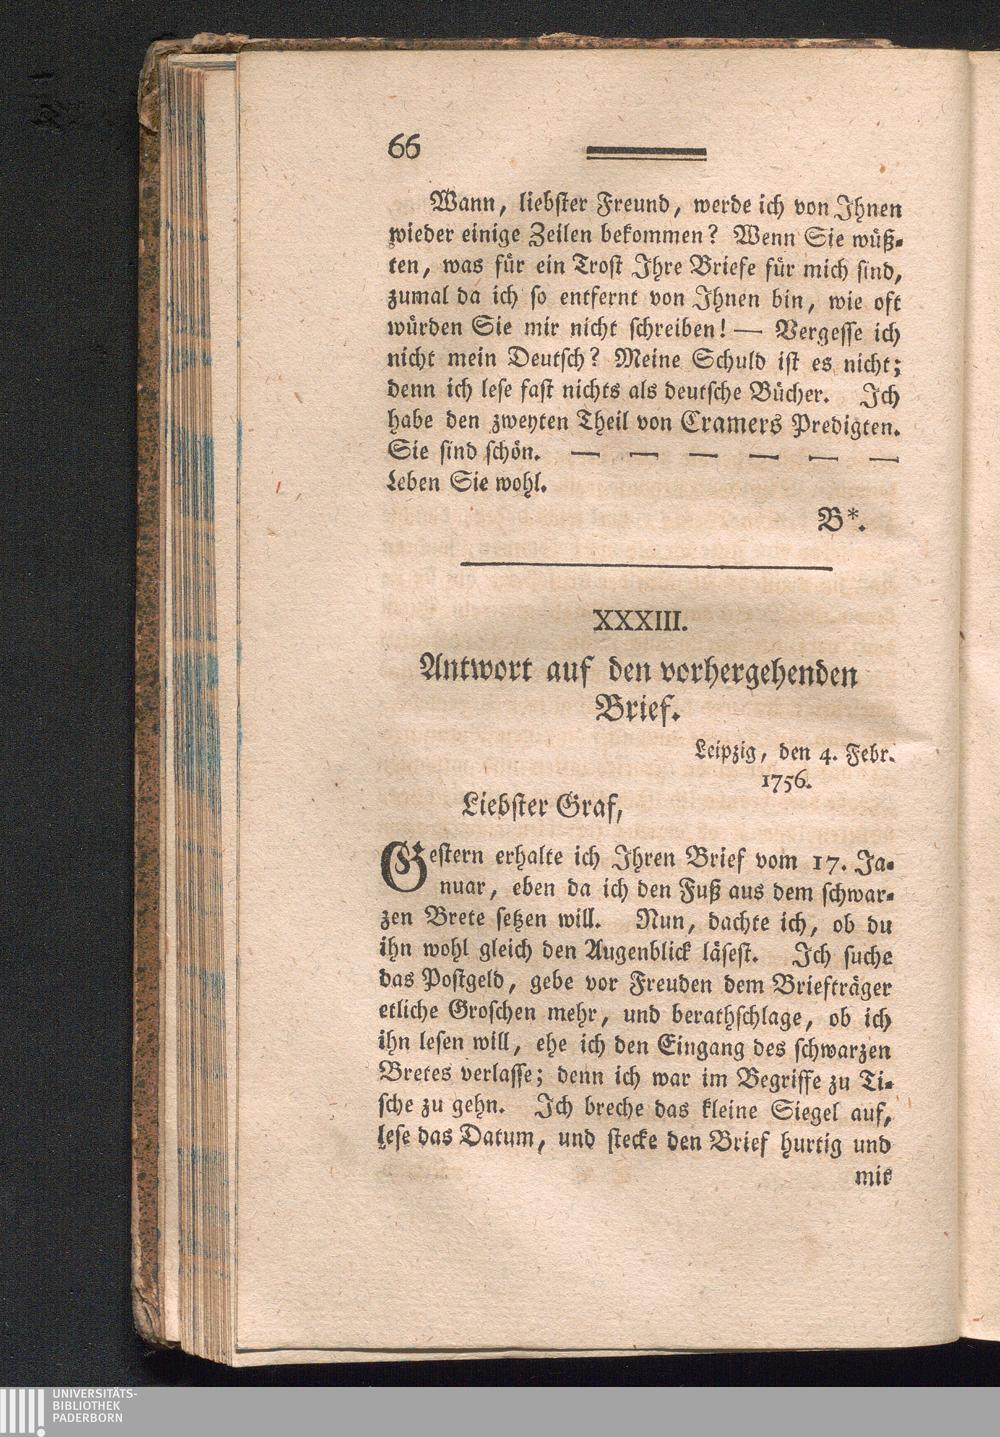 66
Wann, liebster Freund, werde ich von Ihnen
wieder einige Zeilen bekommen? Wenn Sie wüß-
ten, was für ein Trost Ihre Briefe für mich sind,
zumal da ich so entfernt von Ihnen bin, wie oft
würden Sie mir nicht schreiben! — Vergesse ich
nicht mein Deutsch? Meine Schuld ist es nicht;
denn ich lese fast nichts als deutsche Bücher. Ich
habe den zweyten Theil von Cramers Predigten.
Sie sind schön. — — — — — —
Leben Sie wohl.
B*.
XXXIII.
Antwort auf den vorhergehenden
Brief.
Leipzig, den 4. Febr.
1756.
Liebster Graf,
Gestern erhalte ich Ihren Brief vom 17. Ja-
nuar, eben da ich den Fuß aus dem schwar-
zen Brete setzen will. Nun, dachte ich, ob du
ihn wohl gleich den Augenblick läsest. Ich suche
das Postgeld, gebe vor Freuden dem Briefträger
etliche Groschen mehr, und berathschlage, ob ich
ihn lesen will, ehe ich den Eingang des schwarzen
Bretes verlasse; denn ich war im Begriffe zu Ti-
sche zu gehn. Ich breche das kleine Siegel auf,
lese das Datum, und stecke den Brief hurtig und
mit
UNIVERSITÄTS-
BIBLIOTHEK
PADERBORN